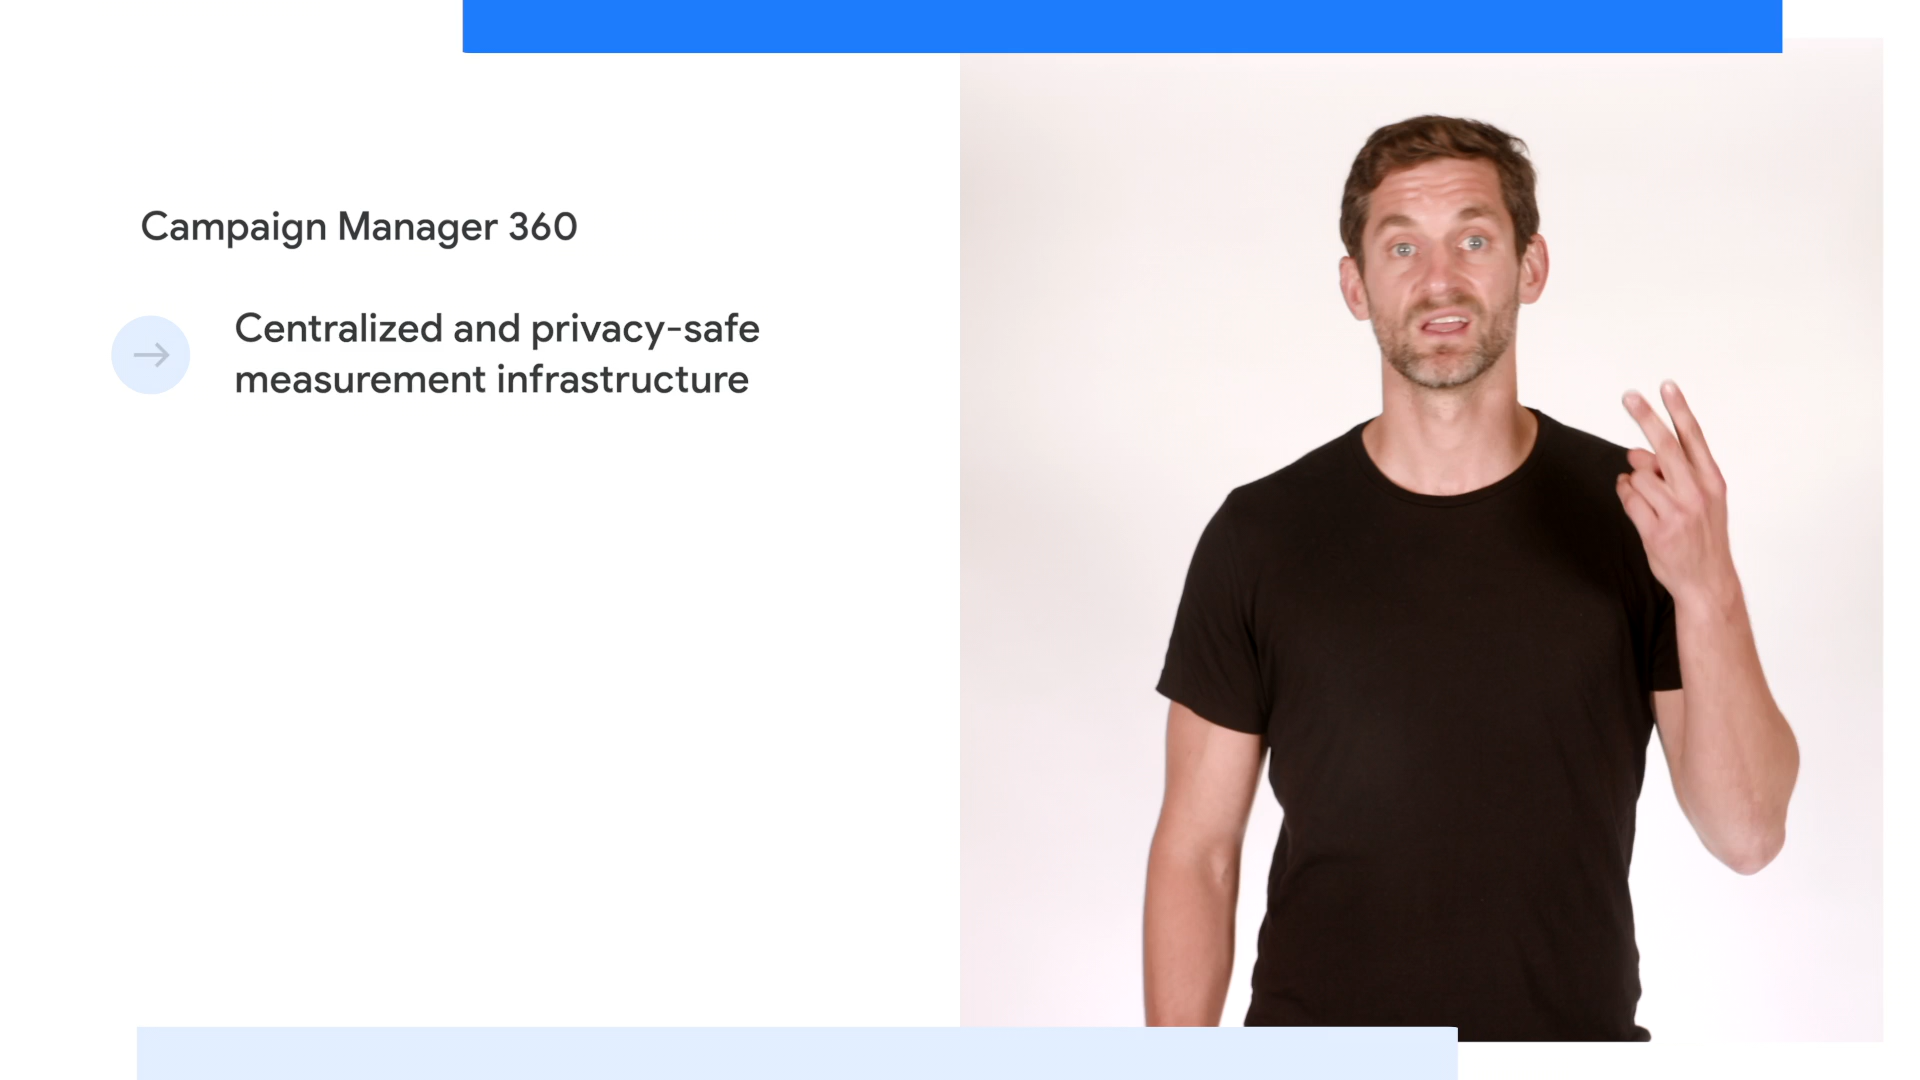 Campaign Manager 360
Centralized and privacy-safe
measurement infrastructure